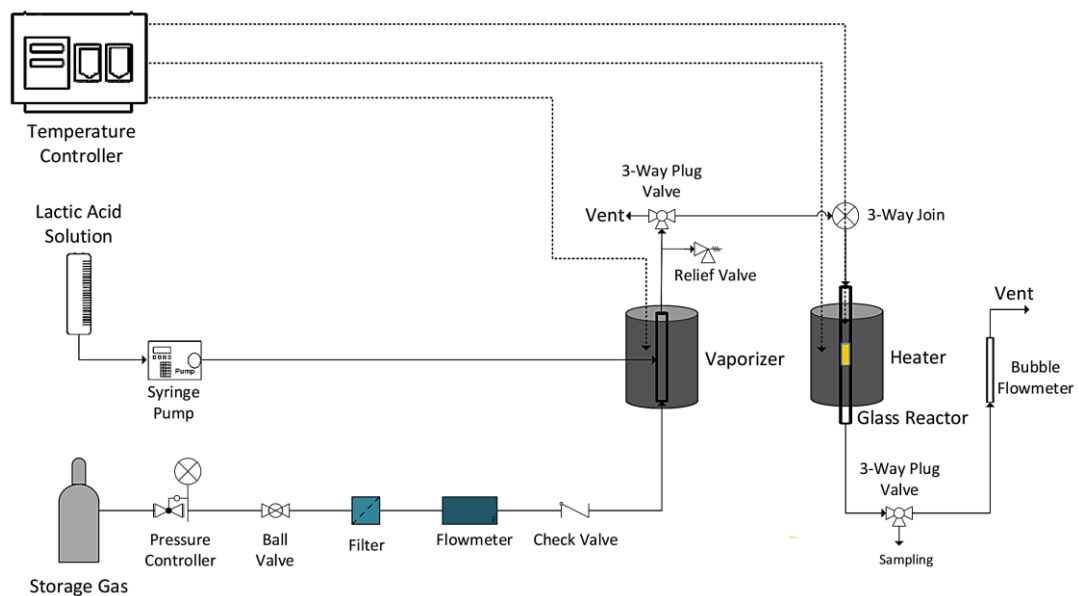 Temperature
Controller
3-Way Plug
Valve
Lactic Acid
Solution
Vent
3-Way Join
Relief Valve
Vent
Vaporizer
Heater
Bubble
Flowmeter
Pump
Syringe
Pump
Glass Reactor
3-Way Plug
Valve
Pressure
Controller
Ball
Valve
Filter
Flowmeter
Check Valve
Sampling
Storage Gas